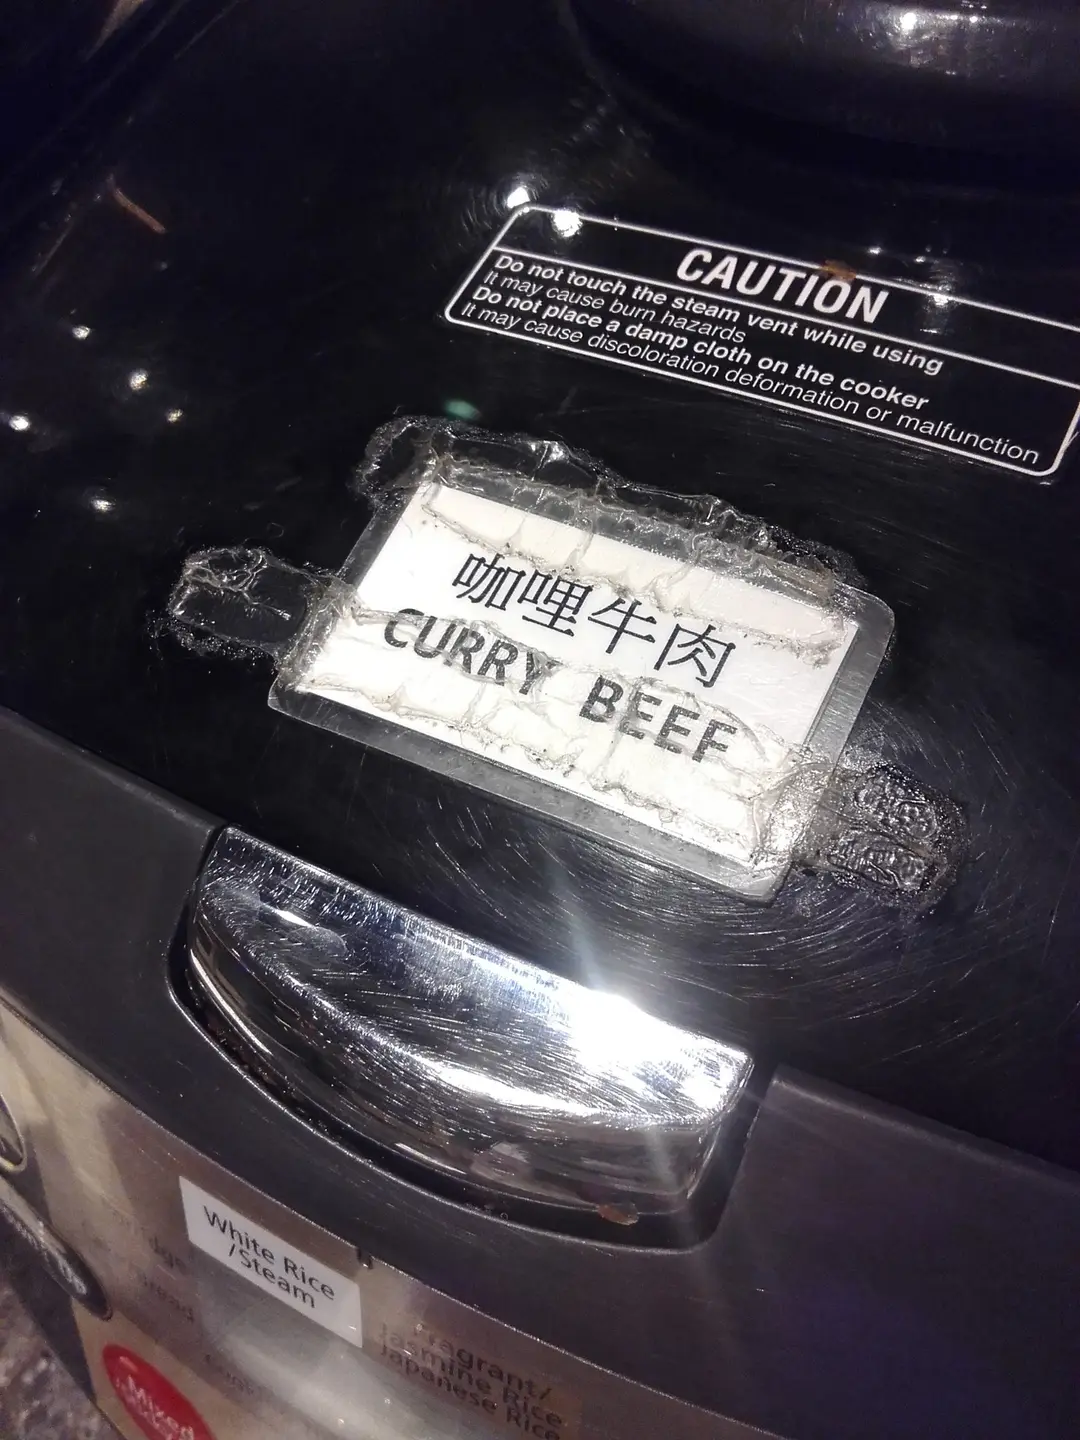 CAUTION
Do not touch the steam vent while using
It may cause burn hazards
Do not place a damp cloth on the cooker
It may cause discoloration deformation or malfunction
咖哩牛肉
CURRY BEEF
White Rice
/Steam
Fragrant/
Jasmine Rice
Japanese Rice
Mixed